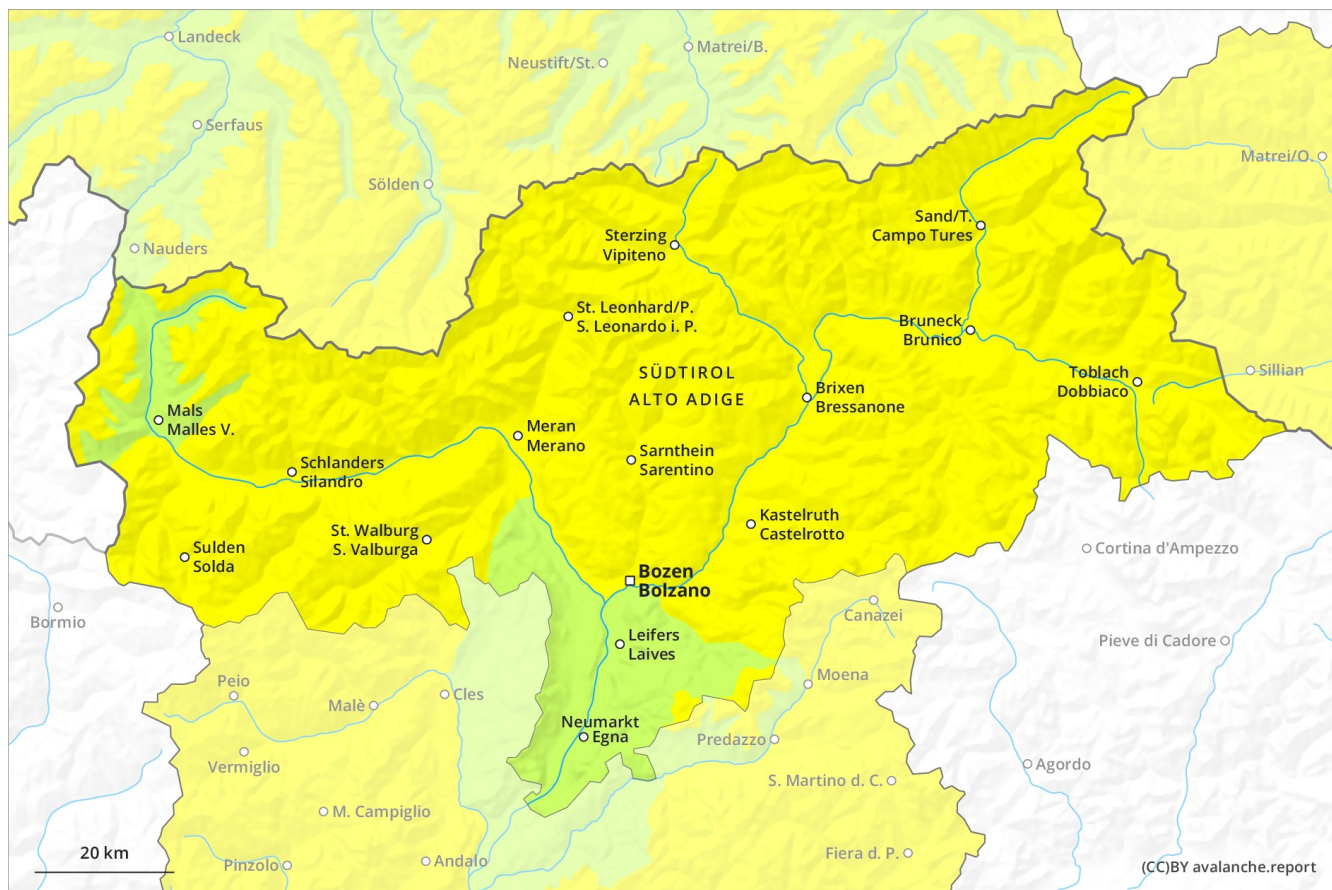 Landeck
Matrei/B.
Neustift/St.
Serfaus
Matrei/O.
Sölden
Sand/T.
Campo Tures
Sterzing
Vipiteno
Nauders
St. Leonhard/P.
S. Leonardo i. P.
Bruneck
Brunico
SÜDTIROL
ALTO ADIGE
Toblach
Dobbiaco
Sillian
Brixen
Bressanone
Mals
Malles V.
Meran
Merano
Sarnthein
Sarentino
Schlanders
Silandro
Kastelruth
Castelrotto
St. Walburg
S. Valburga
Sulden
Solda
Cortina d'Ampezzo
Bozen
Bolzano
Bormio
Canazei
Leifers
Laives
Pieve di Cadore
Peio
Moena
Malè
Cles
Neumarkt
Egna
Predazzo
Vermiglio
Agordo
S. Martino d. C.
M. Campiglio
20 km
Fiera d. P.
Pinzolo
Andalo
(CC)BY avalanche.report